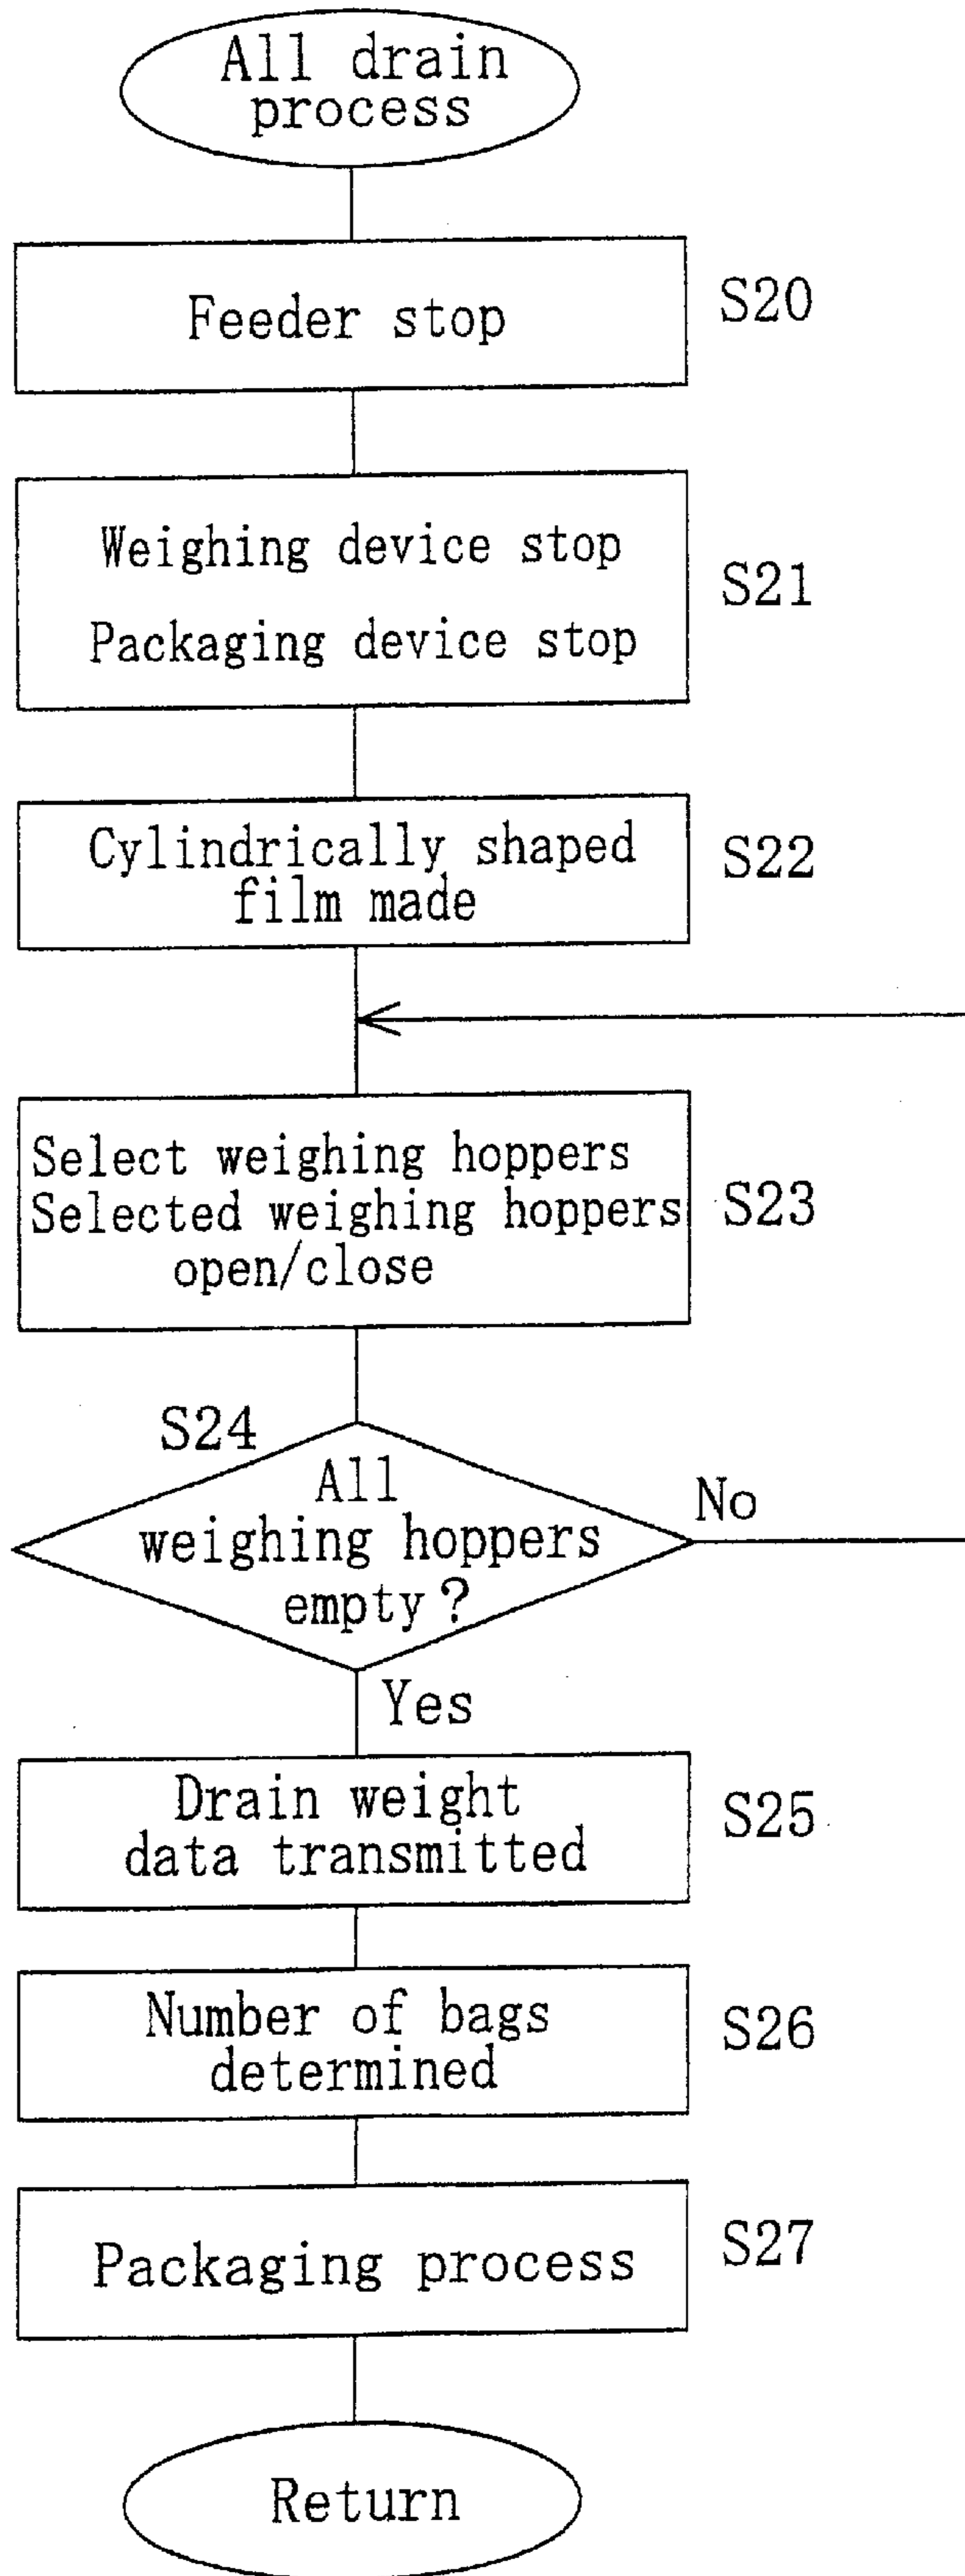 All drain
process
Feeder stop
S20
Weighing device stop
Packaging device stop
S21
Cylindrically shaped
film made
S22
Select weighing hoppers
Selected weighing hoppers
open/close
S23
S24
All
weighing hoppers
empty?
No
Yes
Drain weight
data transmitted
S25
Number of bags
determined
S26
Packaging process
S27
Return